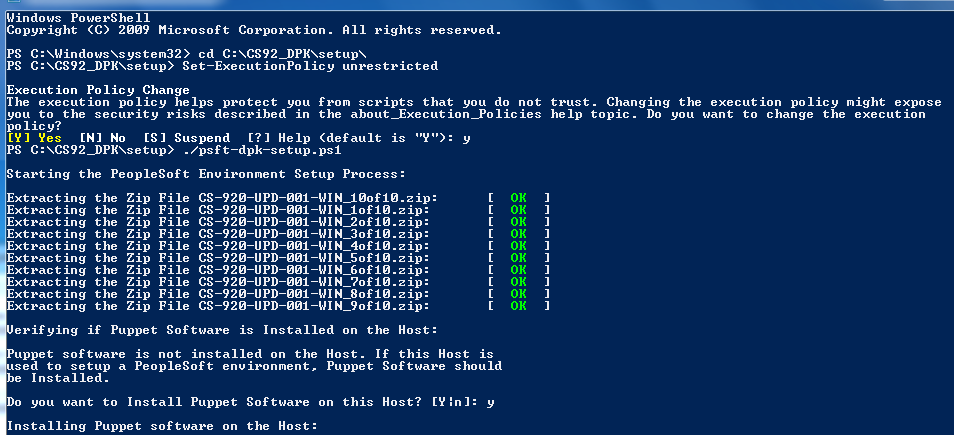 Windows PowerShell
Copyright (C) 2009 Microsoft Corporation. All rights reserved.
PS C:\Windows\system32> cd C:\CS92_DPK\setup\
PS C:\CS92_DPK\setup> Set-ExecutionPolicy unrestricted
Execution Policy Change
The execution policy helps protect you from scripts that you do not trust. Changing the execution policy might expose
you to the security risks described in the about_Execution_Policies help topic. Do you want to change the execution
policy?
[Y] Yes  [N] No  [S] Suspend  [?] Help (default is "Y"): y
PS C:\CS92_DPK\setup> ./psft-dpk-setup.ps1
Starting the PeopleSoft Environment Setup Process:
Extracting the Zip File CS-920-UPD-001-WIN_10of10.zip:      [  OK  ]
Extracting the Zip File CS-920-UPD-001-WIN_1of10.zip:       [  OK  ]
Extracting the Zip File CS-920-UPD-001-WIN_2of10.zip:       [  OK  ]
Extracting the Zip File CS-920-UPD-001-WIN_3of10.zip:       [  OK  ]
Extracting the Zip File CS-920-UPD-001-WIN_4of10.zip:       [  OK  ]
Extracting the Zip File CS-920-UPD-001-WIN_5of10.zip:       [  OK  ]
Extracting the Zip File CS-920-UPD-001-WIN_6of10.zip:       [  OK  ]
Extracting the Zip File CS-920-UPD-001-WIN_7of10.zip:       [  OK  ]
Extracting the Zip File CS-920-UPD-001-WIN_8of10.zip:       [  OK  ]
Extracting the Zip File CS-920-UPD-001-WIN_9of10.zip:       [  OK  ]
Verifying if Puppet Software is Installed on the Host:
Puppet software is not installed on the Host. If this Host is
used to setup a PeopleSoft environment, Puppet Software should
be Installed.
Do you want to Install Puppet Software on this Host? [Y|n]: y
Installing Puppet software on the Host: